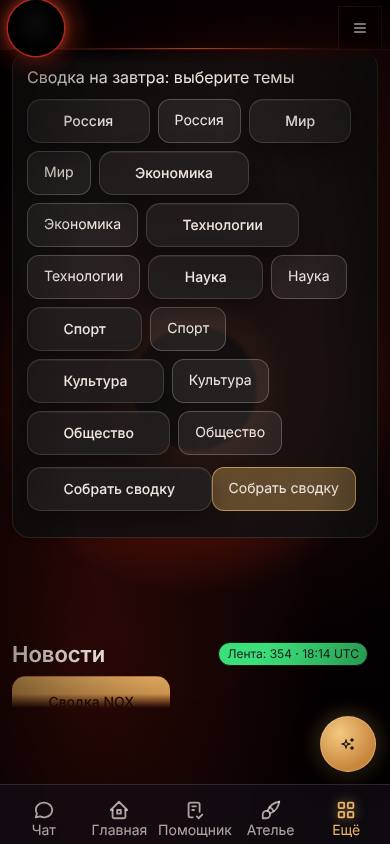 Сводка на завтра: выберите темы
Россия Россия Мир
Мир Экономика
Экономика Технологии
Технологии Наука Наука
Спорт Спорт
Культура Культура
Общество Общество
Собрать сводку Собрать сводку
Новости Лента: 354 · 18:14 UTC
Сводка NOX
Чат Главная Помощник Ателье Ещё